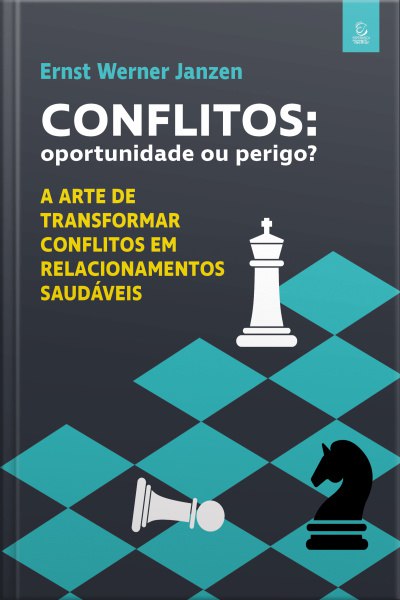 Ernst Werner Janzen
CONFLITOS:
oportunidade ou perigo?
A ARTE DE
TRANSFORMAR
CONFLITOS EM
RELACIONAMENTOS
SAUDÁVEIS